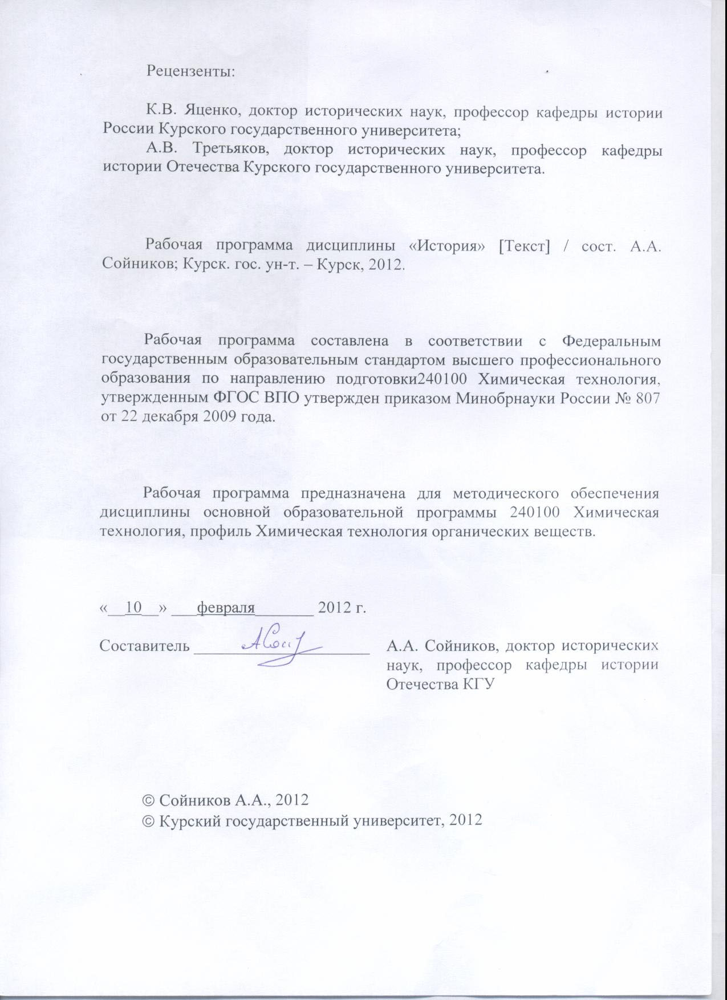 Рецензенты:
К.В. Яценко, доктор исторических наук, профессор кафедры истории
России Курского государственного университета;
А.В. Третьяков, доктор исторических наук, профессор кафедры
истории Отечества Курского государственного университета.
Рабочая программа дисциплины «История» [Текст] / сост. А.А.
Сойников; Курск. гос. ун-т. – Курск, 2012.
Рабочая программа составлена в соответствии с Федеральным
государственным образовательным стандартом высшего профессионального
образования по направлению подготовки240100 Химическая технология,
утвержденным ФГОС ВПО утвержден приказом Минобрнауки России № 807
от 22 декабря 2009 года.
Рабочая программа предназначена для методического обеспечения
дисциплины основной образовательной программы 240100 Химическая
технология, профиль Химическая технология органических веществ.
«__10__» ___февраля_______ 2012 г.
Составитель _____________________ А.А. Сойников, доктор исторических
наук, профессор кафедры истории
Отечества КГУ
© Сойников А.А., 2012
© Курский государственный университет, 2012